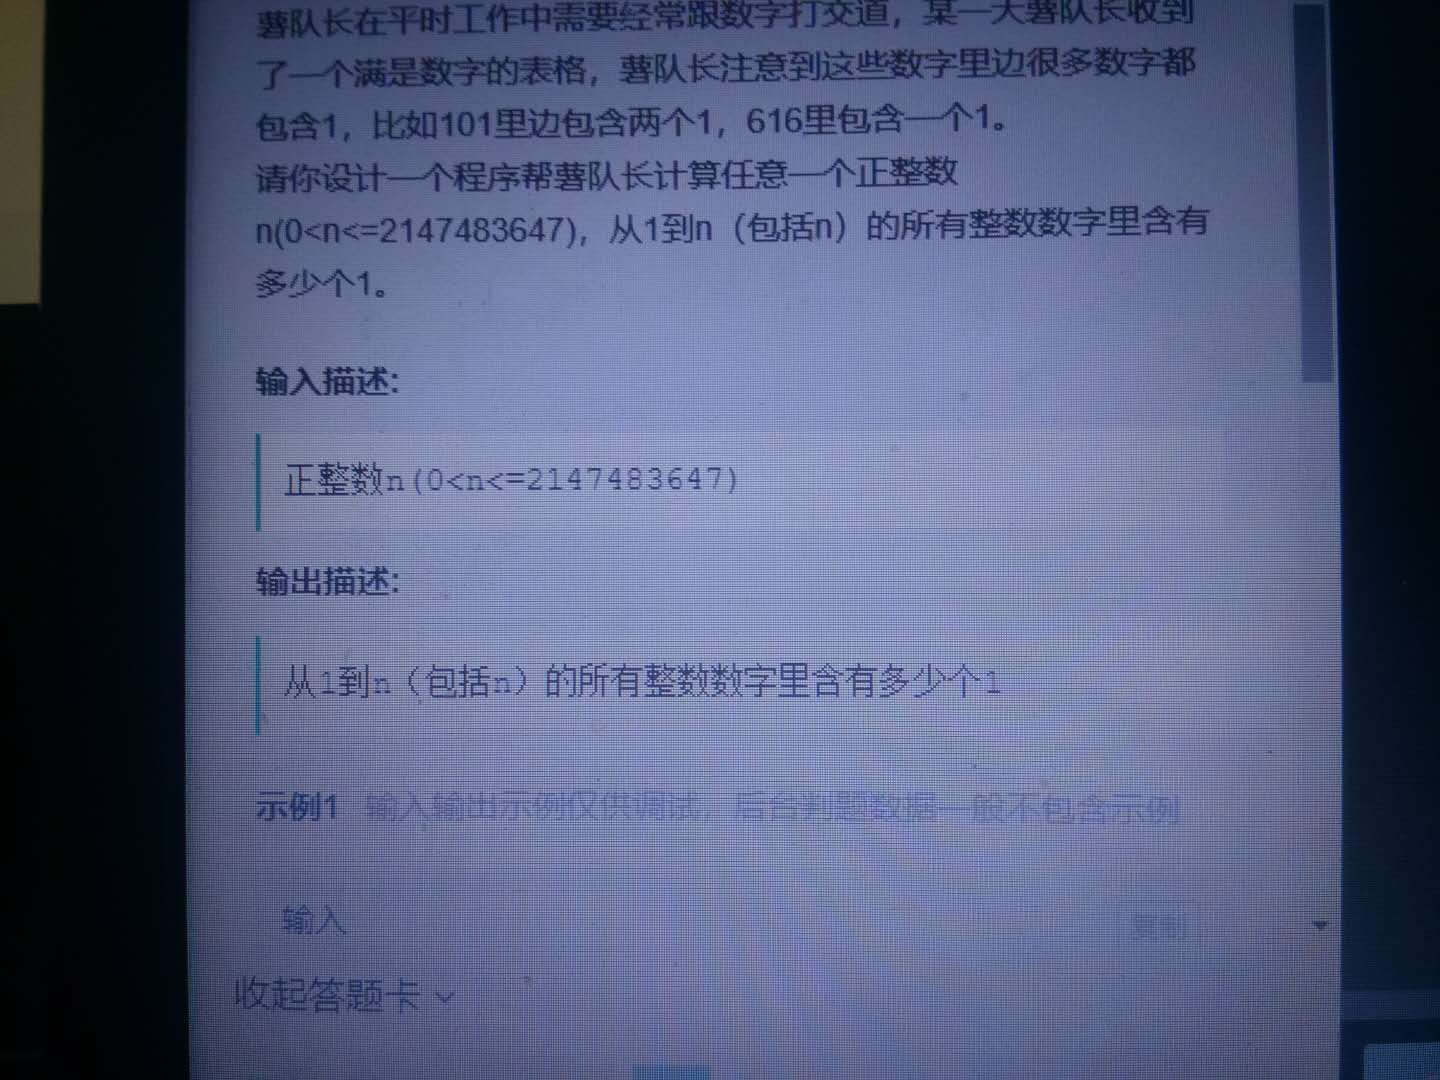 薯队长在平时工作中需要经常跟数字打交道，某一天薯队长收到
了一个满是数字的表格，薯队长注意到这些数字里边很多数字都
包含1，比如101里边包含两个1，616里包含一个1。
请你设计一个程序帮薯队长计算任意一个正整数
n(0<n<=2147483647)，从1到n（包括n）的所有整数数字里含有
多少个1。
输入描述:
正整数n(0<n<=2147483647)
输出描述:
从1到n（包括n）的所有整数数字里含有多少个1
示例1 输入输出示例仅供调试，后台判题数据一般不包含示例
输入
复制
收起答题卡